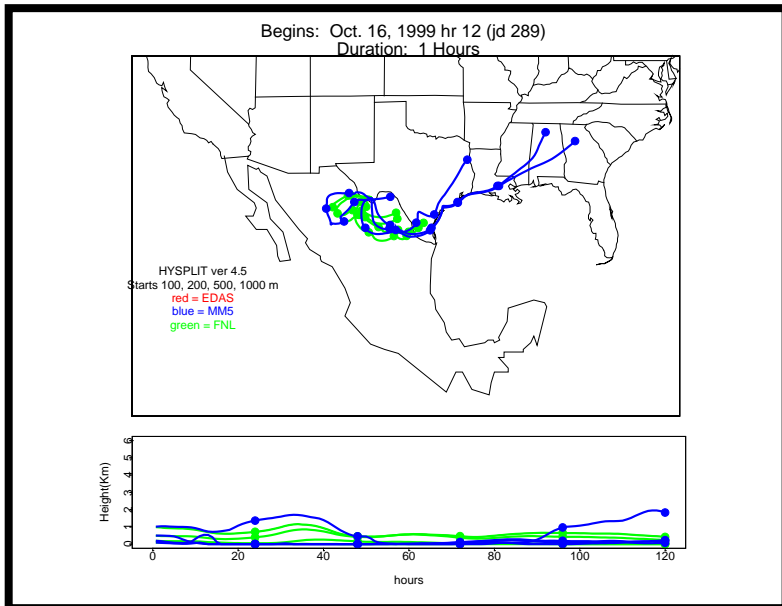 Begins:  Oct. 16, 1999 hr 12 (jd 289)
Duration:  1 Hours
HYSPLIT ver 4.5
Starts 100, 200, 500, 1000 m
red = EDAS
blue = MM5
green = FNL
Height(Km)
6
5
4
3
2
1
0
0 20 40 60 80 100 120
hours